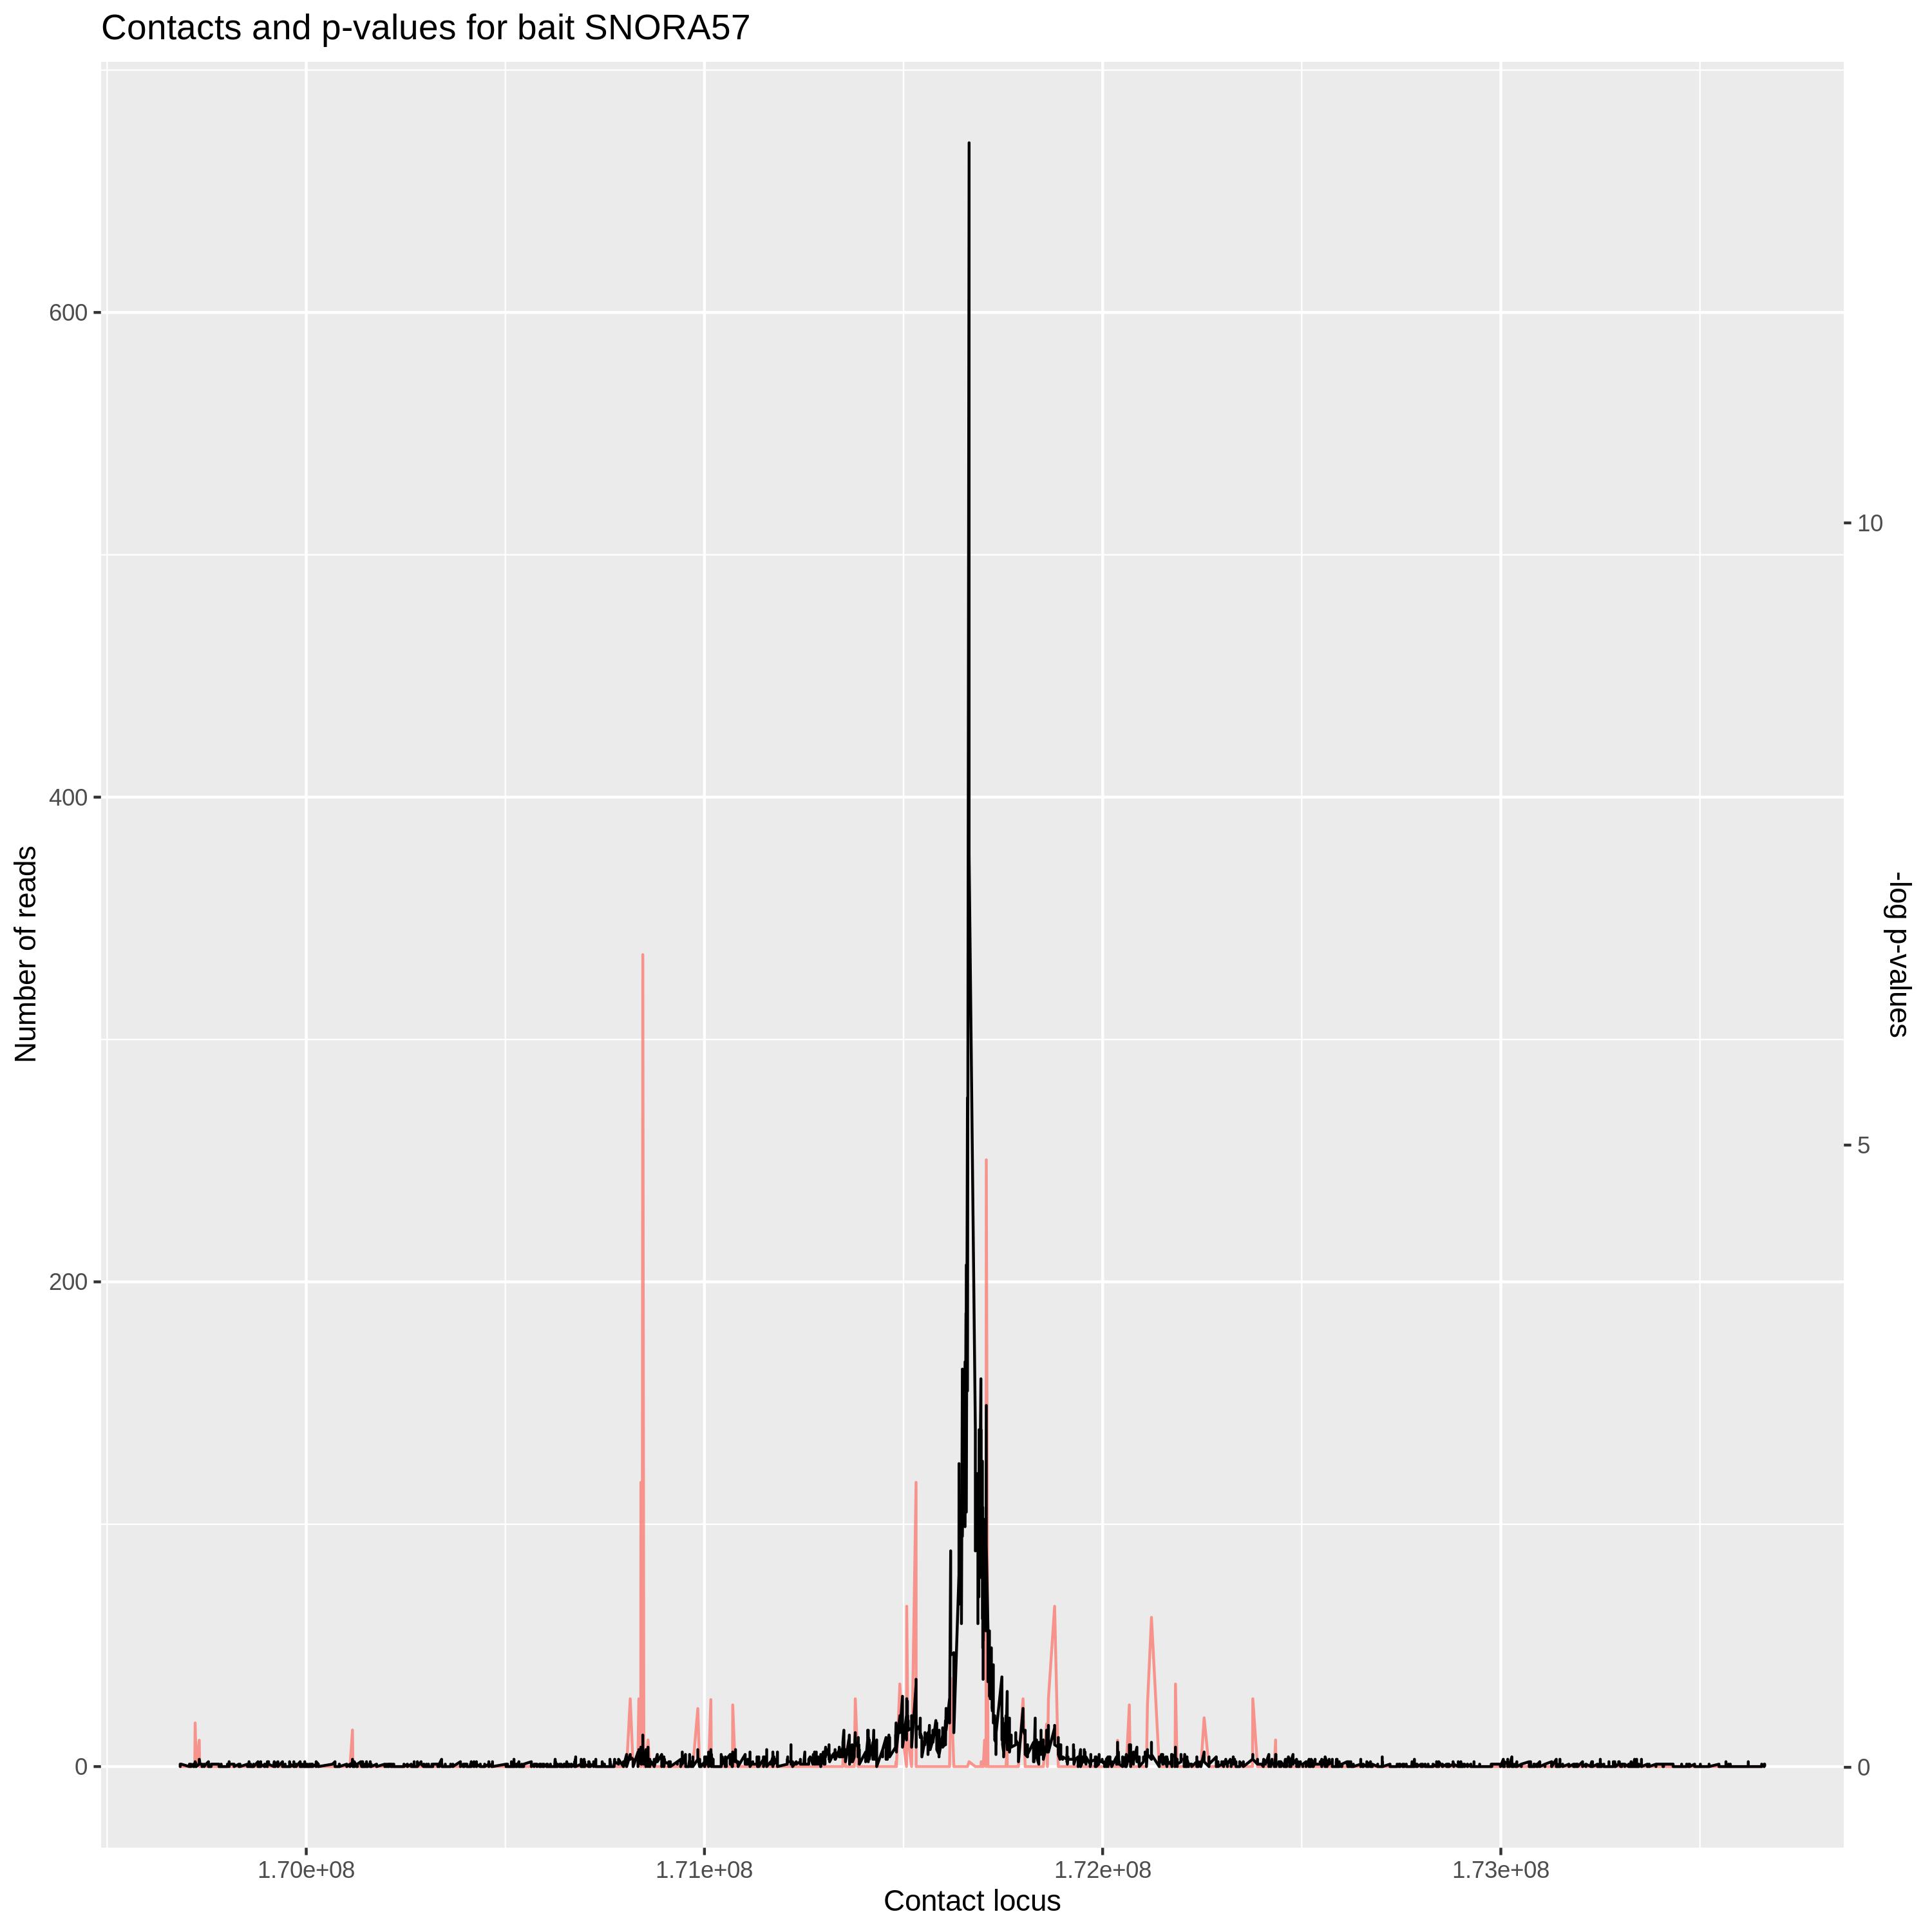 Contacts and p-values for bait SNORA57
600
400
200
0
Number of reads
10
5
0
-log p-values
1.70e+08
1.71e+08
1.72e+08
1.73e+08
Contact locus